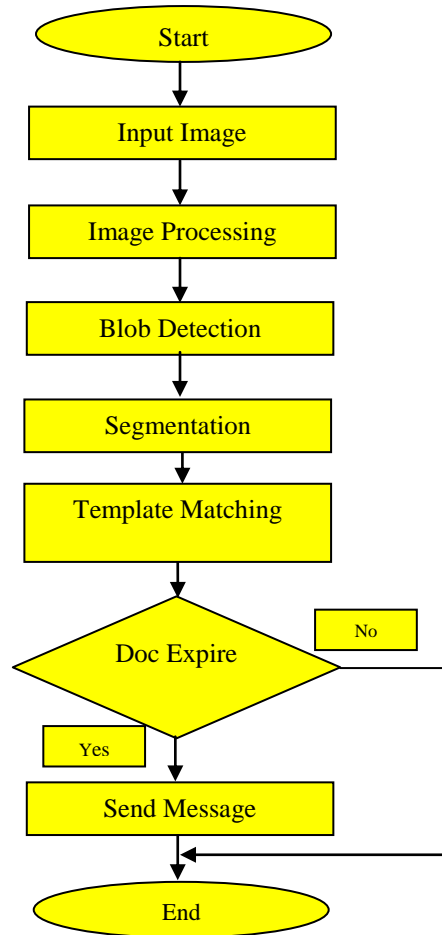 Start
Input Image
Image Processing
Blob Detection
Segmentation
Template Matching
Doc Expire
No
Yes
Send Message
End